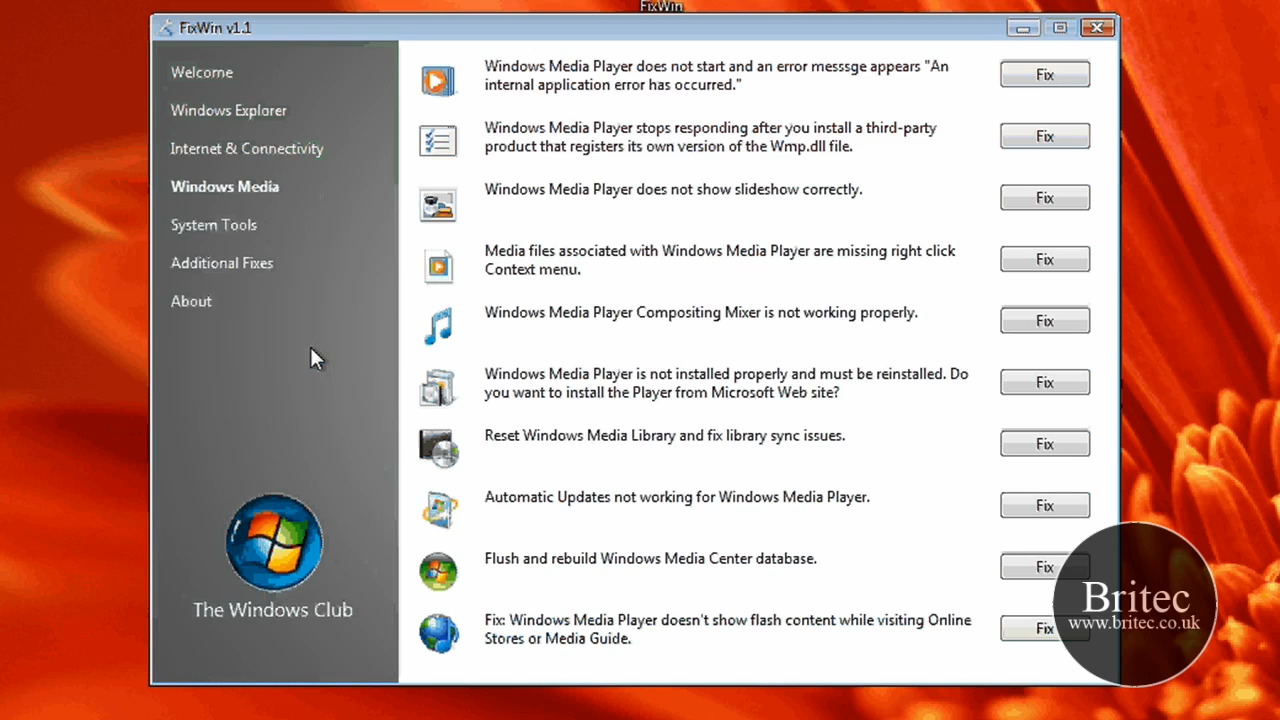 FixWin
FixWin v1.1
Welcome
Windows Explorer
Internet & Connectivity
Windows Media
System Tools
Additional Fixes
About
The Windows Club
Windows Media Player does not start and an error messsge appears "An
internal application error has occurred."
Fix
Windows Media Player stops responding after you install a third-party
product that registers its own version of the Wmp.dll file.
Fix
Windows Media Player does not show slideshow correctly.
Fix
Media files associated with Windows Media Player are missing right click
Context menu.
Fix
Windows Media Player Compositing Mixer is not working properly.
Fix
Windows Media Player is not installed properly and must be reinstalled. Do
you want to install the Player from Microsoft Web site?
Fix
Reset Windows Media Library and fix library sync issues.
Fix
Automatic Updates not working for Windows Media Player.
Fix
Flush and rebuild Windows Media Center database.
Fix
Fix: Windows Media Player doesn't show flash content while visiting Online
Stores or Media Guide.
Fix
Britec
www.britec.co.uk